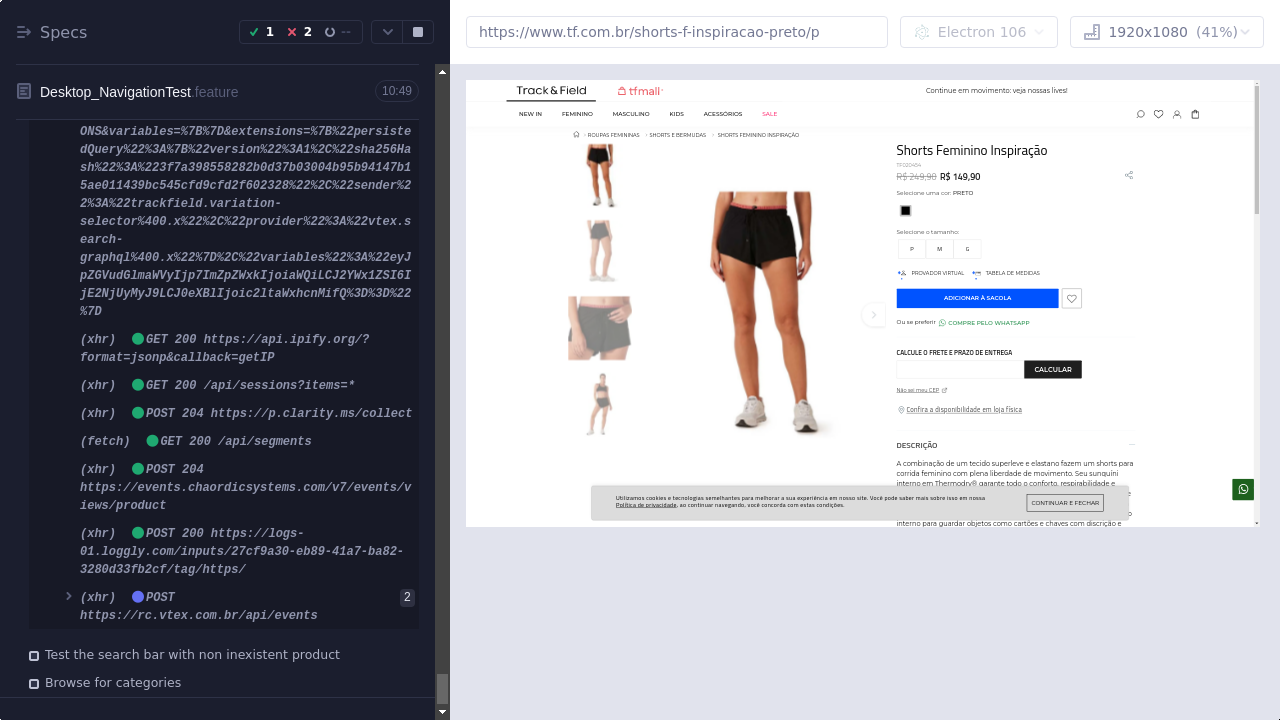 Specs
1
2
--
https://www.tf.com.br/shorts-f-inspiracao-preto/p
Electron 106
1920x1080 (41%)
Desktop_NavigationTest.feature
10:49
ONS&variables=%7B%7D&extensions=%7B%22persiste
dQuery%22%3A%7B%22version%22%3A1%2C%22sha256Ha
sh%22%3A%223f7a3985583b2b0d37b03004b95b94147b1
5ae011439bc545cfd9cfd2f602328%22%2C%22sender%2
2%3A%22trackfield.variation-
selector%400.x%22%2C%22provider%22%3A%22vtex.s
earch-
graphql%400.x%22%7D%2C%22variables%22%3A%22eyJ
pZGVudGlmaWVyIjp7ImZpZWxkIjoiaWQiLCJ2YWx1ZSI6I
jE2NjUyMyJ9LCJ0eXBlIjoic2ltaWxhcnMifQ%3D%3D%22
%7D
(xhr) GET 200 https://api.ipify.org/?
format=jsonp&callback=getIP
(xhr) GET 200 /api/sessions?items=*
(xhr) POST 204 https://p.clarity.ms/collect
(fetch) GET 200 /api/segments
(xhr) POST 204
https://events.chaordicsystems.com/v7/events/v
iews/product
(xhr) POST 200 https://logs-
01.loggly.com/inputs/27cf9a30-eb89-41a7-ba82-
3280d33fb2cf/tag/https/
(xhr) POST
https://rc.vtex.com.br/api/events
2
Test the search bar with non inexistent product
Browse for categories
Track&Field
tfmall
Continue em movimento: veja nossas lives!
NEW IN
FEMININO
MASCULINO
KIDS
ACESSÓRIOS
SALE
ROUPAS FEMININAS
SHORTS E BERMUDAS
SHORTS FEMININO INSPIRAÇÃO
Shorts Feminino Inspiração
R$ 249,90 R$ 149,90
Selecione uma cor: PRETO
Selecione o tamanho:
P
M
G
PROVADOR VIRTUAL
TABELA DE MEDIDAS
ADICIONAR À SACOLA
Ou se preferir
COMPRE PELO WHATSAPP
CALCULE O FRETE E PRAZO DE ENTREGA
CALCULAR
Não sei meu CEP
Confira a disponibilidade em loja física
DESCRIÇÃO
A combinação de um tecido superleve e elastano fazem um shorts para
corrida feminino com plena liberdade de movimento. Seu sunquíni
interno em Thermodry® garante todo o conforto, respirabilidade e
interno para guardar objetos como cartões e chaves com discrição e
Utilizamos cookies e tecnologias semelhantes para melhorar a sua experiência em nosso site. Você pode saber mais sobre isso em nossa
Política de privacidade, ao continuar navegando, você concorda com estas condições.
CONTINUAR E FECHAR